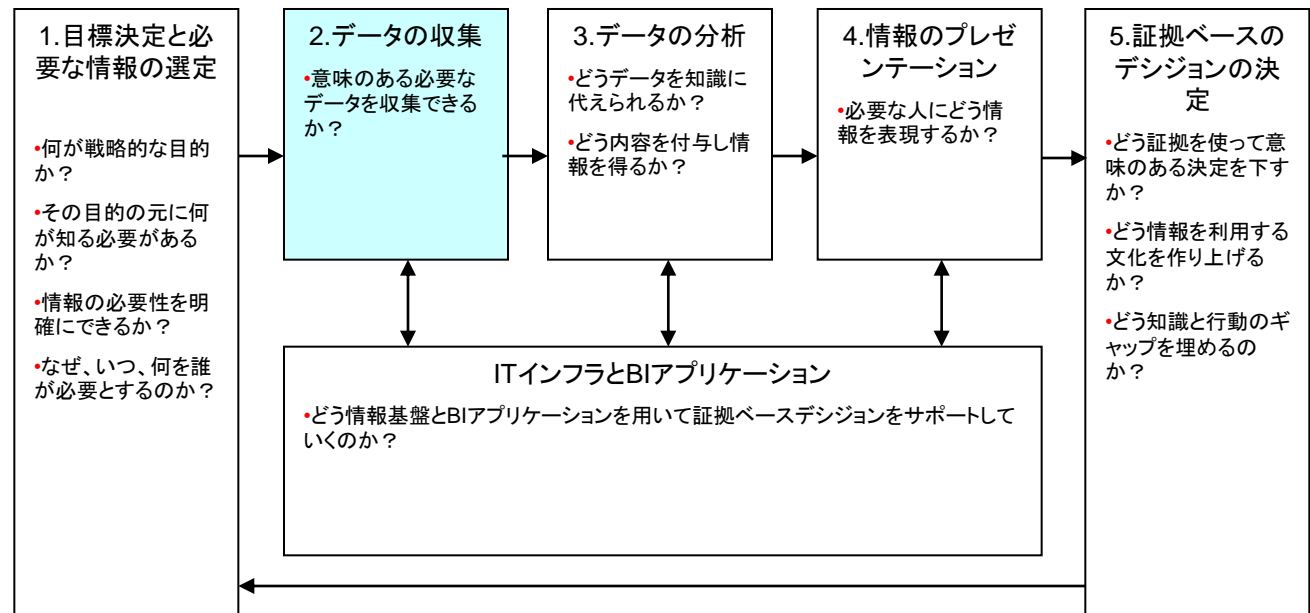 1.目標決定と必
要な情報の選定
•何が戦略的な目的
か？
•その目的の元に何
が知る必要がある
か？
•情報の必要性を明
確にできるか？
•なぜ、いつ、何を誰
が必要とするのか？
2.データの収集
•意味のある必要な
データを収集できる
か？
3.データの分析
•どうデータを知識に
代えられるか？
•どう内容を付与し情
報を得るか？
4.情報のプレゼ
ンテーション
•必要な人にどう情
報を表現するか？
5.証拠ベースの
デシジョンの決
定
•どう証拠を使って意
味のある決定を下す
か？
•どう情報を利用する
文化を作り上げる
か？
•どう知識と行動のギ
ャップを埋めるの
か？
ITインフラとBIアプリケーション
•どう情報基盤とBIアプリケーションを用いて証拠ベースデシジョンをサポートして
いくのか？